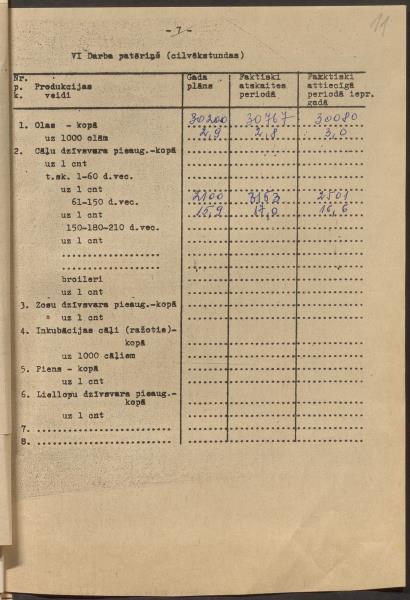 - 7 -
11
VI Darba patēriņš (cilvēkstundas)
Nr. p. k. Produkcijas veidi Gada plāns Faktiski atskaites periodā Faktiski attiecīgā periodā iepr. gadā
1. Olas - kopā 30200 30767 30080
uz 1000 olām 2,9 2,8 3,0
2. Cāļu dzīvsvara pieaug.-kopā
uz 1 cnt
t.sk. 1-60 d.vec.
uz 1 cnt
61-150 d.vec. 2100 3163 2501
uz 1 cnt 15,9 17,0 16,6
150-180-210 d.vec.
uz 1 cnt
broileri
uz 1 cnt
3. Zosu dzīvsvara pieaug.-kopā
" uz 1 cnt
4. Inkubācijas cāļi (ražotie)-
kopā
uz 1000 cāļiem
5. Piens - kopā
uz 1 cnt
6. Liellopu dzīvsvara pieaug.-
kopā
uz 1 cnt
7.
8.